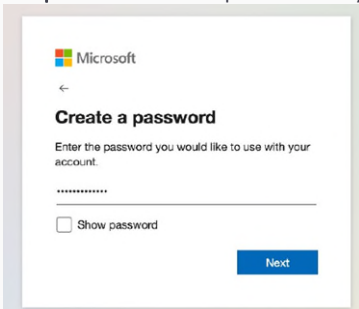 Microsoft
←
Create a password
Enter the password you would like to use with your
account.
•••••••••••••
Show password
Next